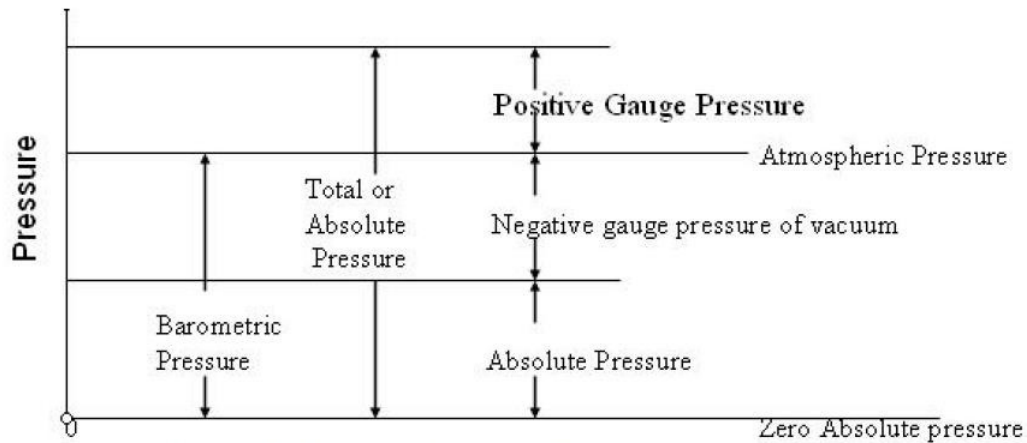 Positive Gauge Pressure
Atmospheric Pressure
Pressure
Total or
Absolute
Pressure
Negative gauge pressure of vacuum
Barometric
Pressure
Absolute Pressure
0
Zero Absolute pressure